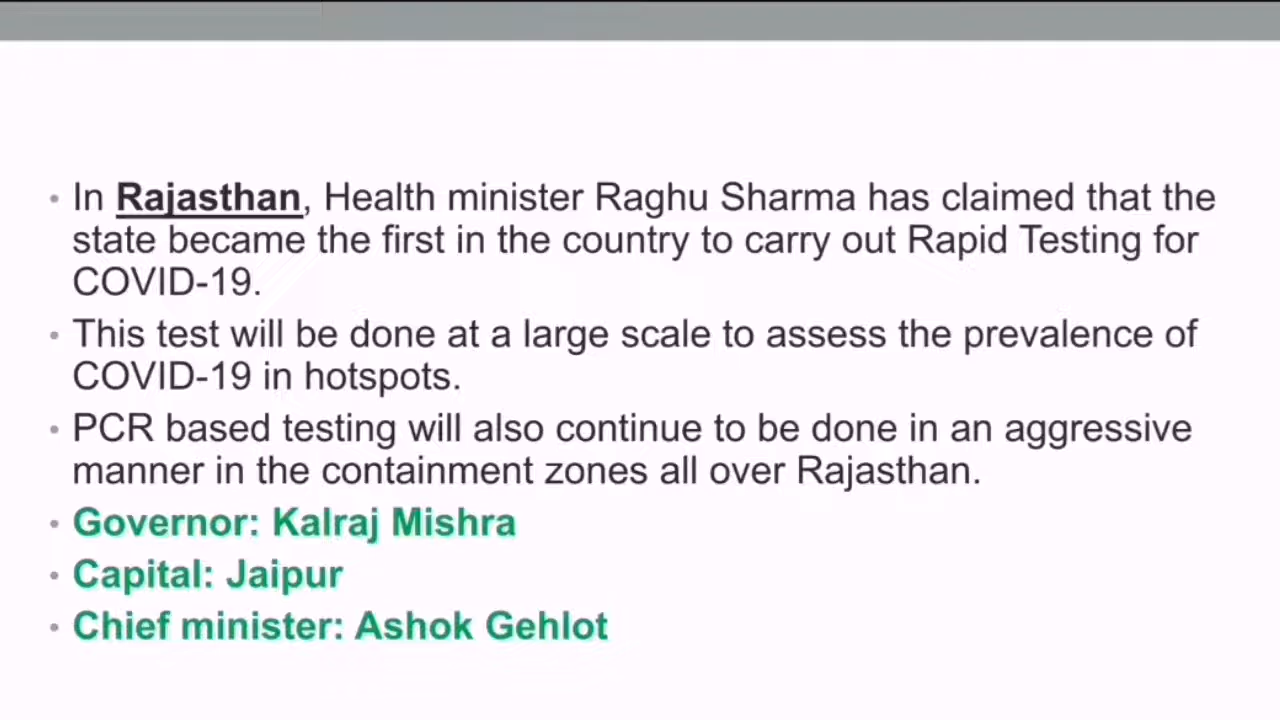 • In Rajasthan, Health minister Raghu Sharma has claimed that the
state became the first in the country to carry out Rapid Testing for
COVID-19.
• This test will be done at a large scale to assess the prevalence of
COVID-19 in hotspots.
• PCR based testing will also continue to be done in an aggressive
manner in the containment zones all over Rajasthan.
• Governor: Kalraj Mishra
• Capital: Jaipur
• Chief minister: Ashok Gehlot